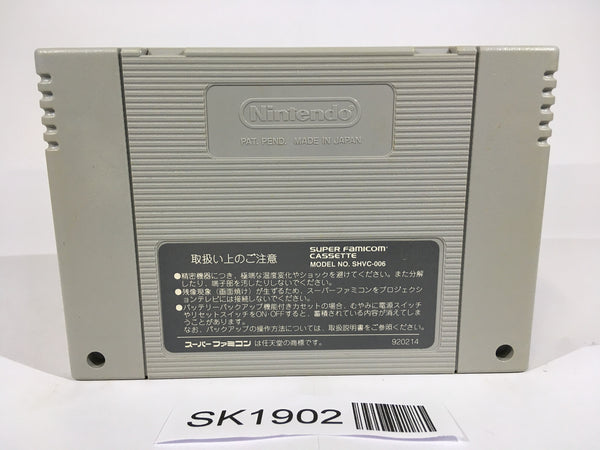 Nintendo
PAT. PEND. MADE IN JAPAN
取扱い上のご注意
SUPER FAMICOM
CASSETTE
MODEL NO. SHVC-006
●精密機器につき、極端な温度変化やショックを避けてください。また分解
したり、端子部を汚したりしないでください。
●残像現象（画面焼け）が生ずるため、スーパーファミコンをプロジェクシ
ョンテレビには接続しないでください。
●バッテリーバックアップ機能付きカセットの場合、むやみに電源スイッチ
やリセットスイッチをON・OFFすると、蓄積されている内容が消えてしま
うことがあります。
なお、バックアップの操作方法については、取扱説明書をご参照ください。
スーパーファミコン は任天堂の商標です。
920214
SK1902